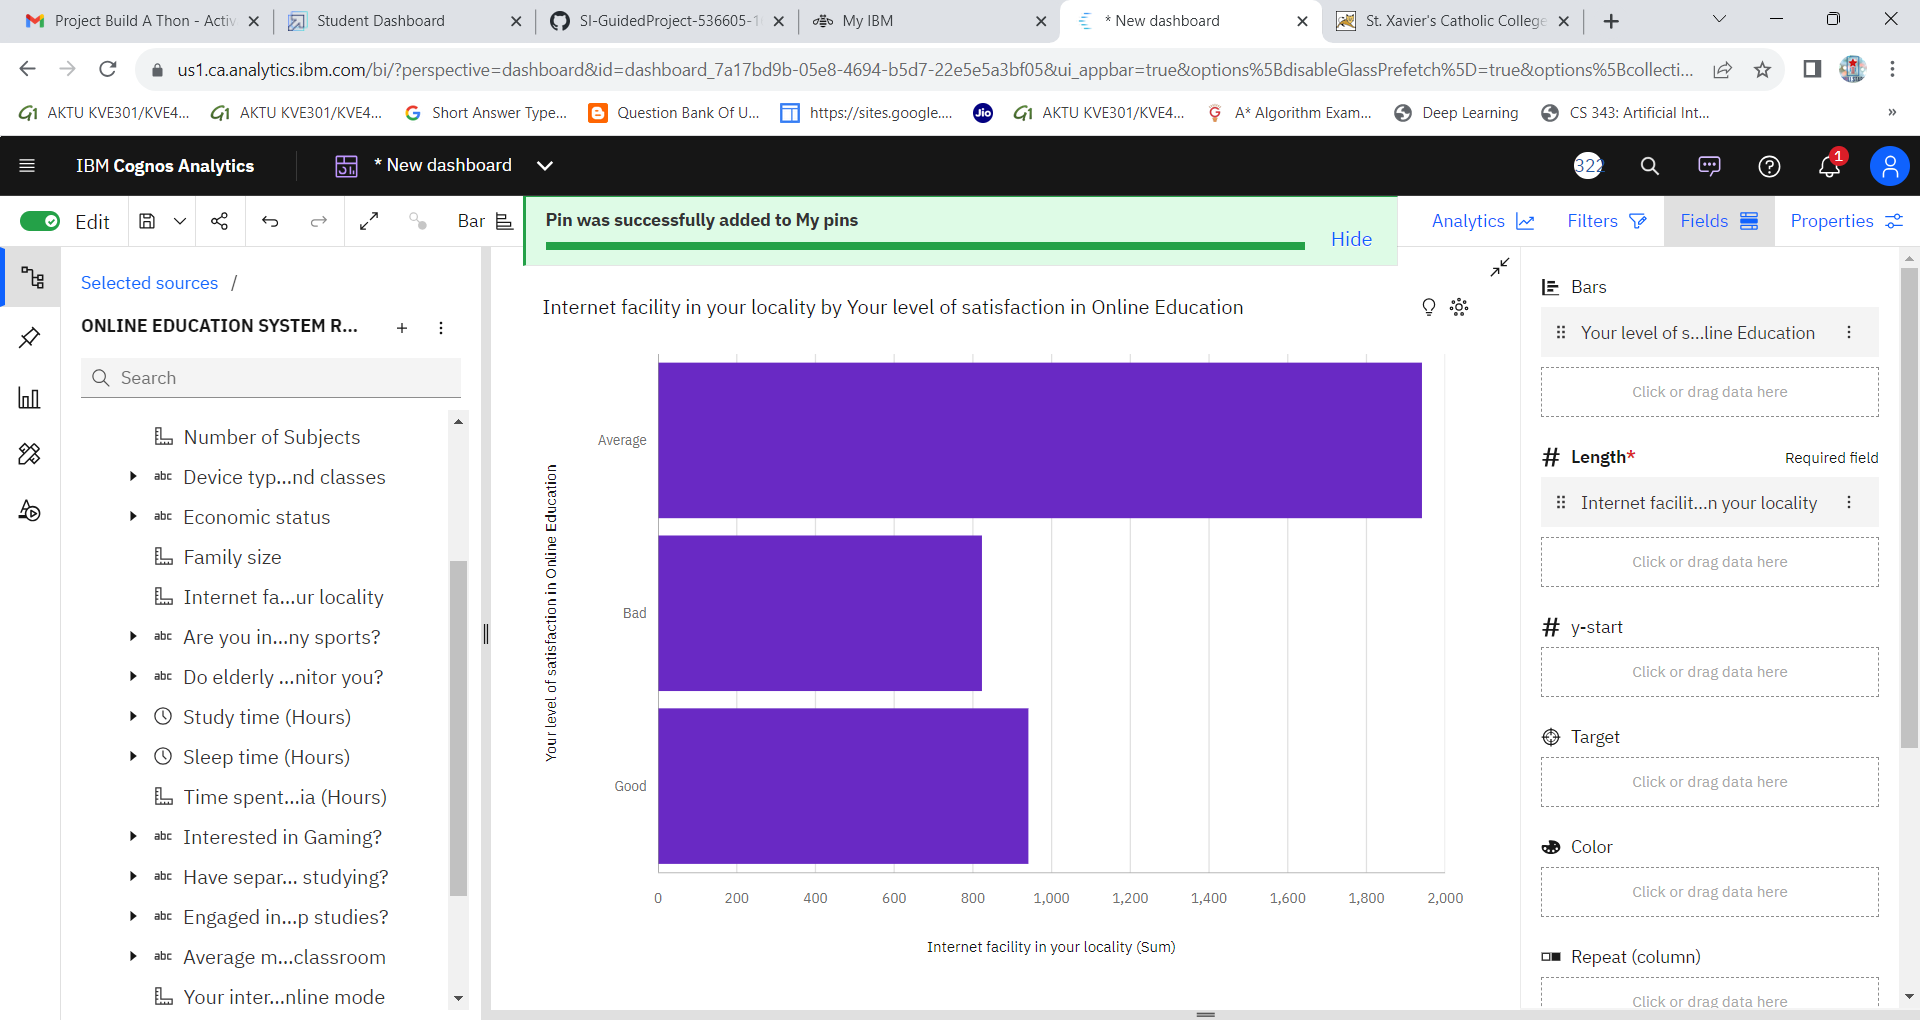 Project Build A Thon - Activ
Student Dashboard
SI-GuidedProject-536605-1
My IBM
* New dashboard
St. Xavier's Catholic College
us1.ca.analytics.ibm.com/bi/?perspective=dashboard&id=dashboard_7a17bd9b-05e8-4694-b5d7-22e5e5a3bf05&ui_appbar=true&options%5BdisableGlassPrefetch%5D=true&options%5Bcollecti...
AKTU KVE301/KVE4...
AKTU KVE301/KVE4...
Short Answer Type...
Question Bank Of U...
https://sites.google....
Jio
AKTU KVE301/KVE4...
A* Algorithm Exam...
Deep Learning
CS 343: Artificial Int...
»
IBM Cognos Analytics
* New dashboard
322
1
Edit
Bar
Pin was successfully added to My pins
Hide
Analytics
Filters
Fields
Properties
Selected sources /
ONLINE EDUCATION SYSTEM R...
Search
Number of Subjects
abc Device typ...nd classes
abc Economic status
Family size
Internet fa...ur locality
abc Are you in...ny sports?
abc Do elderly ...nitor you?
Study time (Hours)
Sleep time (Hours)
Time spent...ia (Hours)
abc Interested in Gaming?
abc Have separ... studying?
abc Engaged in...p studies?
abc Average m...classroom
Your inter...nline mode
Internet facility in your locality by Your level of satisfaction in Online Education
Your level of satisfaction in Online Education
Average
Bad
Good
0 200 400 600 800 1,000 1,200 1,400 1,600 1,800 2,000
Internet facility in your locality (Sum)
Bars
Your level of s...line Education
Click or drag data here
Length*
Required field
Internet facilit...n your locality
Click or drag data here
y-start
Click or drag data here
Target
Click or drag data here
Color
Click or drag data here
Repeat (column)
Click or drag data here